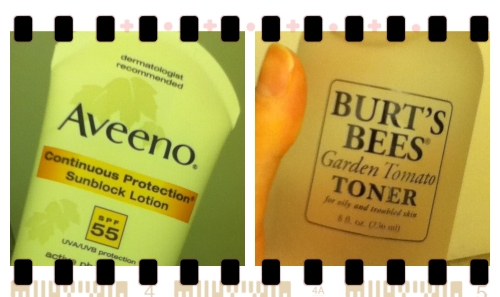 dermatologist
recommended
Aveeno®
Continuous Protection®
Sunblock Lotion
SPF
55
UVA/UVB protection
BURT'S
BEES®
Garden Tomato
TONER
for oily and troubled skin
8 fl. oz. (236 ml)
4
4A
5